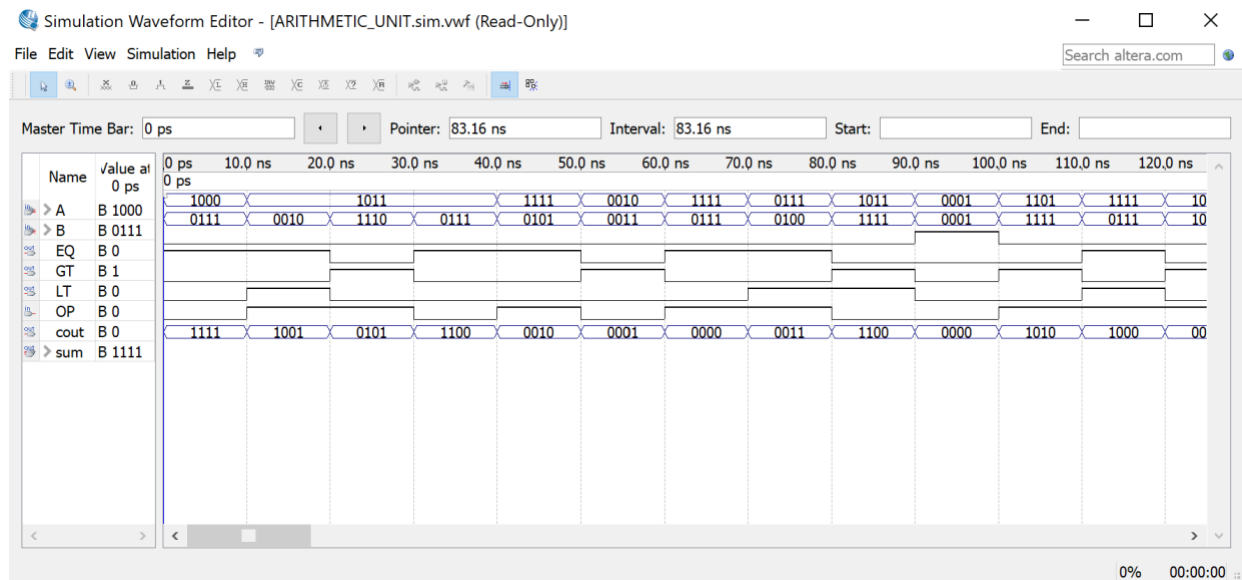 Simulation Waveform Editor - [ARITHMETIC_UNIT.sim.vwf (Read-Only)]
File Edit View Simulation Help
Search altera.com
Master Time Bar: 0 ps Pointer: 83.16 ns Interval: 83.16 ns Start: End:
Name Value at 0 ps
0 ps 10.0 ns 20.0 ns 30.0 ns 40.0 ns 50.0 ns 60.0 ns 70.0 ns 80.0 ns 90.0 ns 100.0 ns 110.0 ns 120.0 ns
0 ps
A B 1000 1000 1011 1111 0010 1111 0111 1011 0001 1101 1111 10
B B 0111 0111 0010 1110 0111 0101 0011 0111 0100 1111 0001 1111 0111 10
EQ B 0
GT B 1
LT B 0
OP B 0
cout B 0 1111 1001 0101 1100 0010 0001 0000 0011 1100 0000 1010 1000 00
sum B 1111
0% 00:00:00